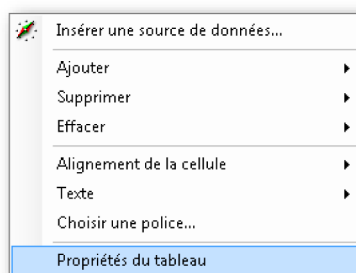 Insérer une source de données...
Ajouter
Supprimer
Effacer
Alignement de la cellule
Texte
Choisir une police...
Propriétés du tableau